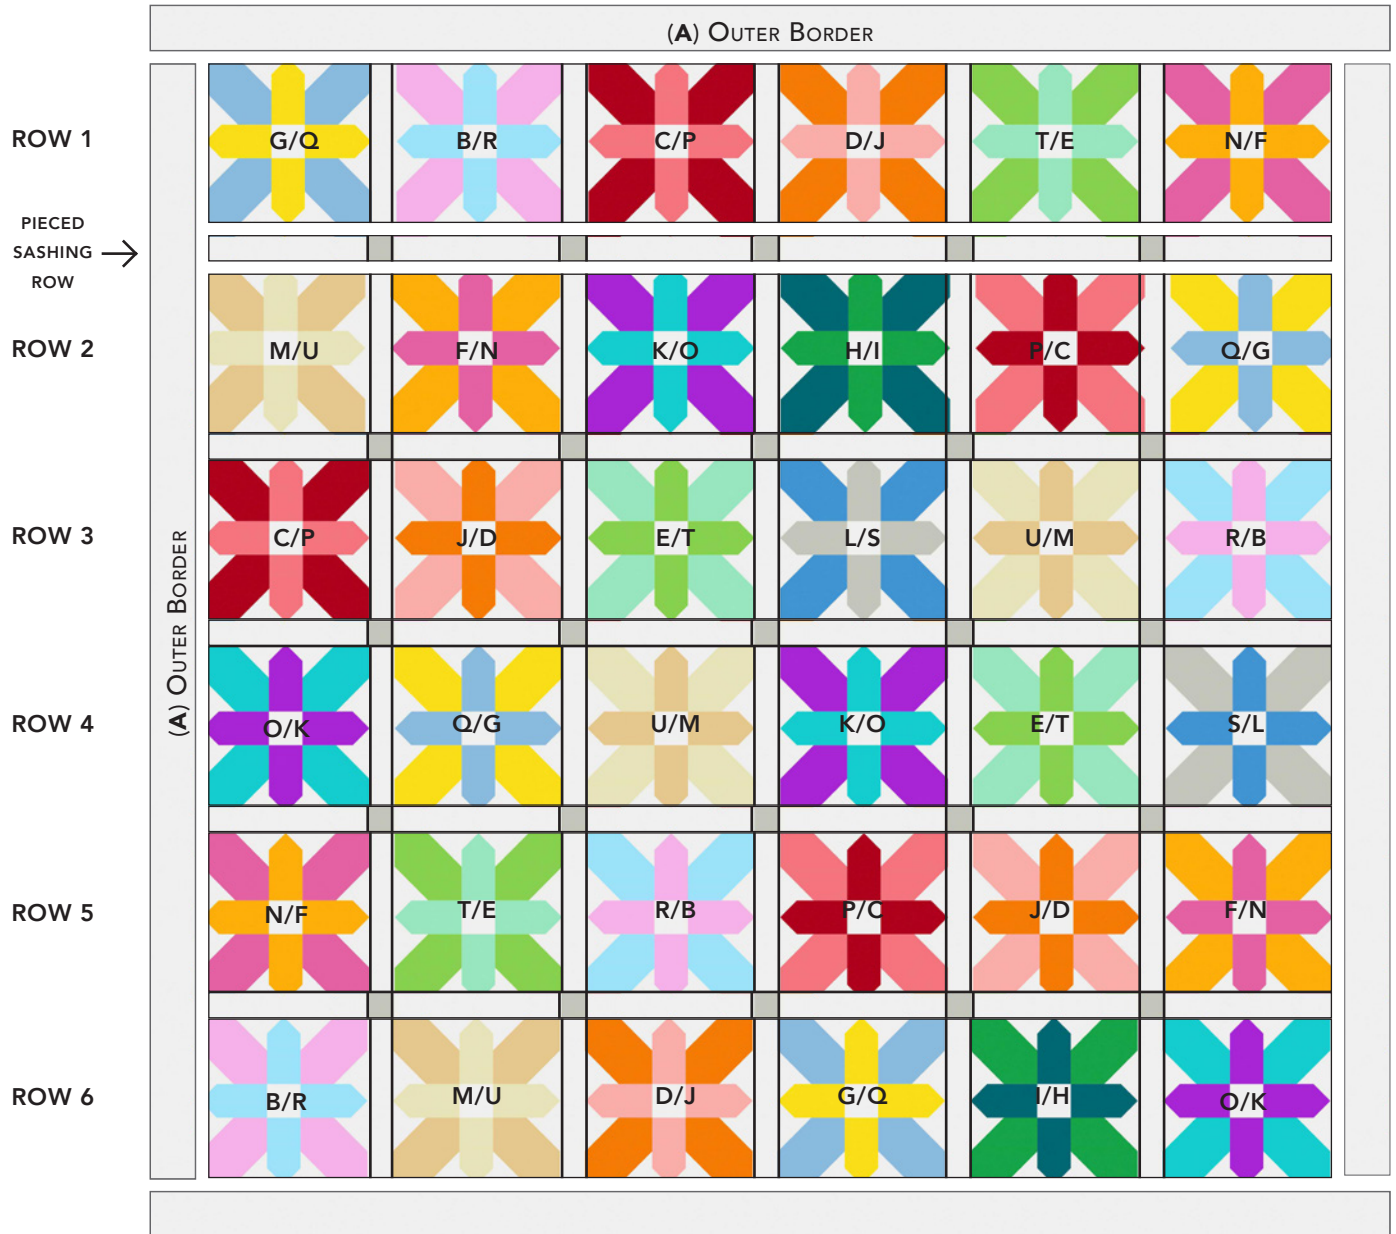 (A) Outer Border
ROW 1
G/Q B/R C/P D/J T/E N/F
PIECED
SASHING
ROW
ROW 2
M/U F/N K/O H/I P/C Q/G
ROW 3
C/P J/D E/T L/S U/M R/B
(A) Outer Border
ROW 4
O/K Q/G U/M K/O E/T S/L
ROW 5
N/F T/E R/B P/C J/D F/N
ROW 6
B/R M/U D/J G/Q I/H O/K